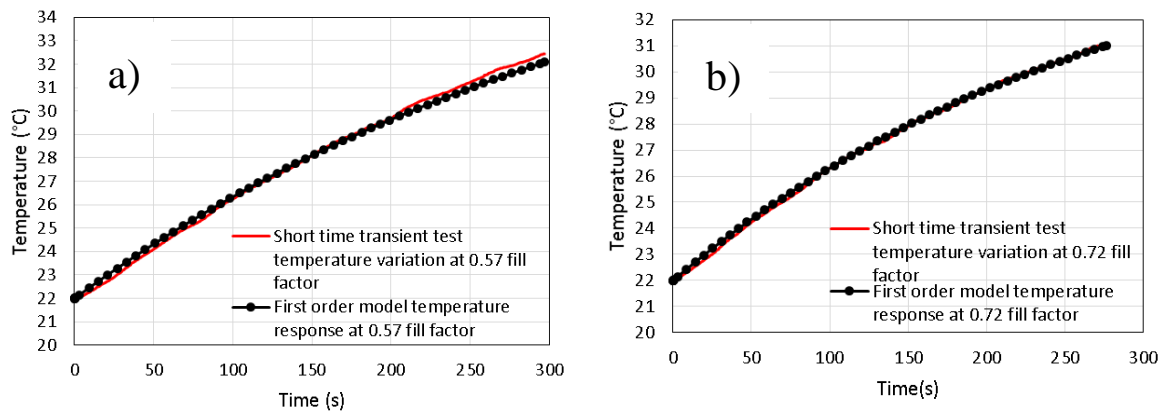 a)
34
33
32
31
30
29
28
27
26
25
24
23
22
21
20
Temperature (°C)
Short time transient test
temperature variation at 0.57 fill
factor
First order model temperature
response at 0.57 fill factor
0 50 100 150 200 250 300
Time (s)
b)
32
31
30
29
28
27
26
25
24
23
22
21
20
Temperature (°C)
Short time transient test
temperature variation at 0.72 fill
factor
First order model temperature
response at 0.72 fill factor
0 50 100 150 200 250 300
Time(s)